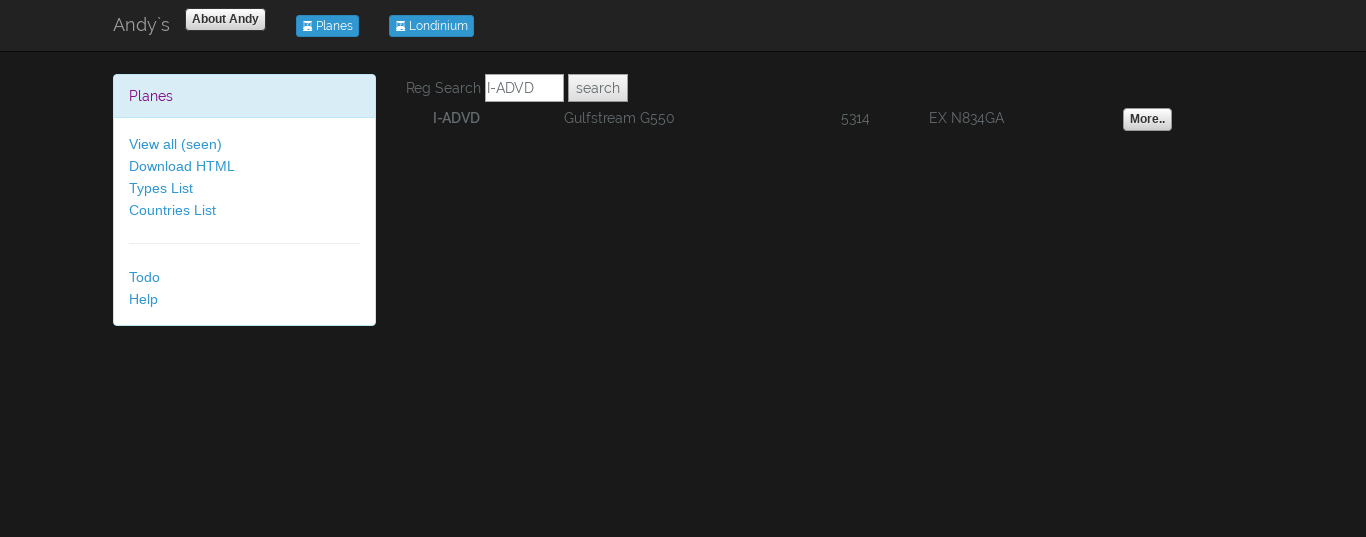 Andy`s About Andy Planes Londinium
Planes
View all (seen)
Download HTML
Types List
Countries List
Todo
Help
Reg Search I-ADVD search
I-ADVD Gulfstream G550 5314 EX N834GA More..